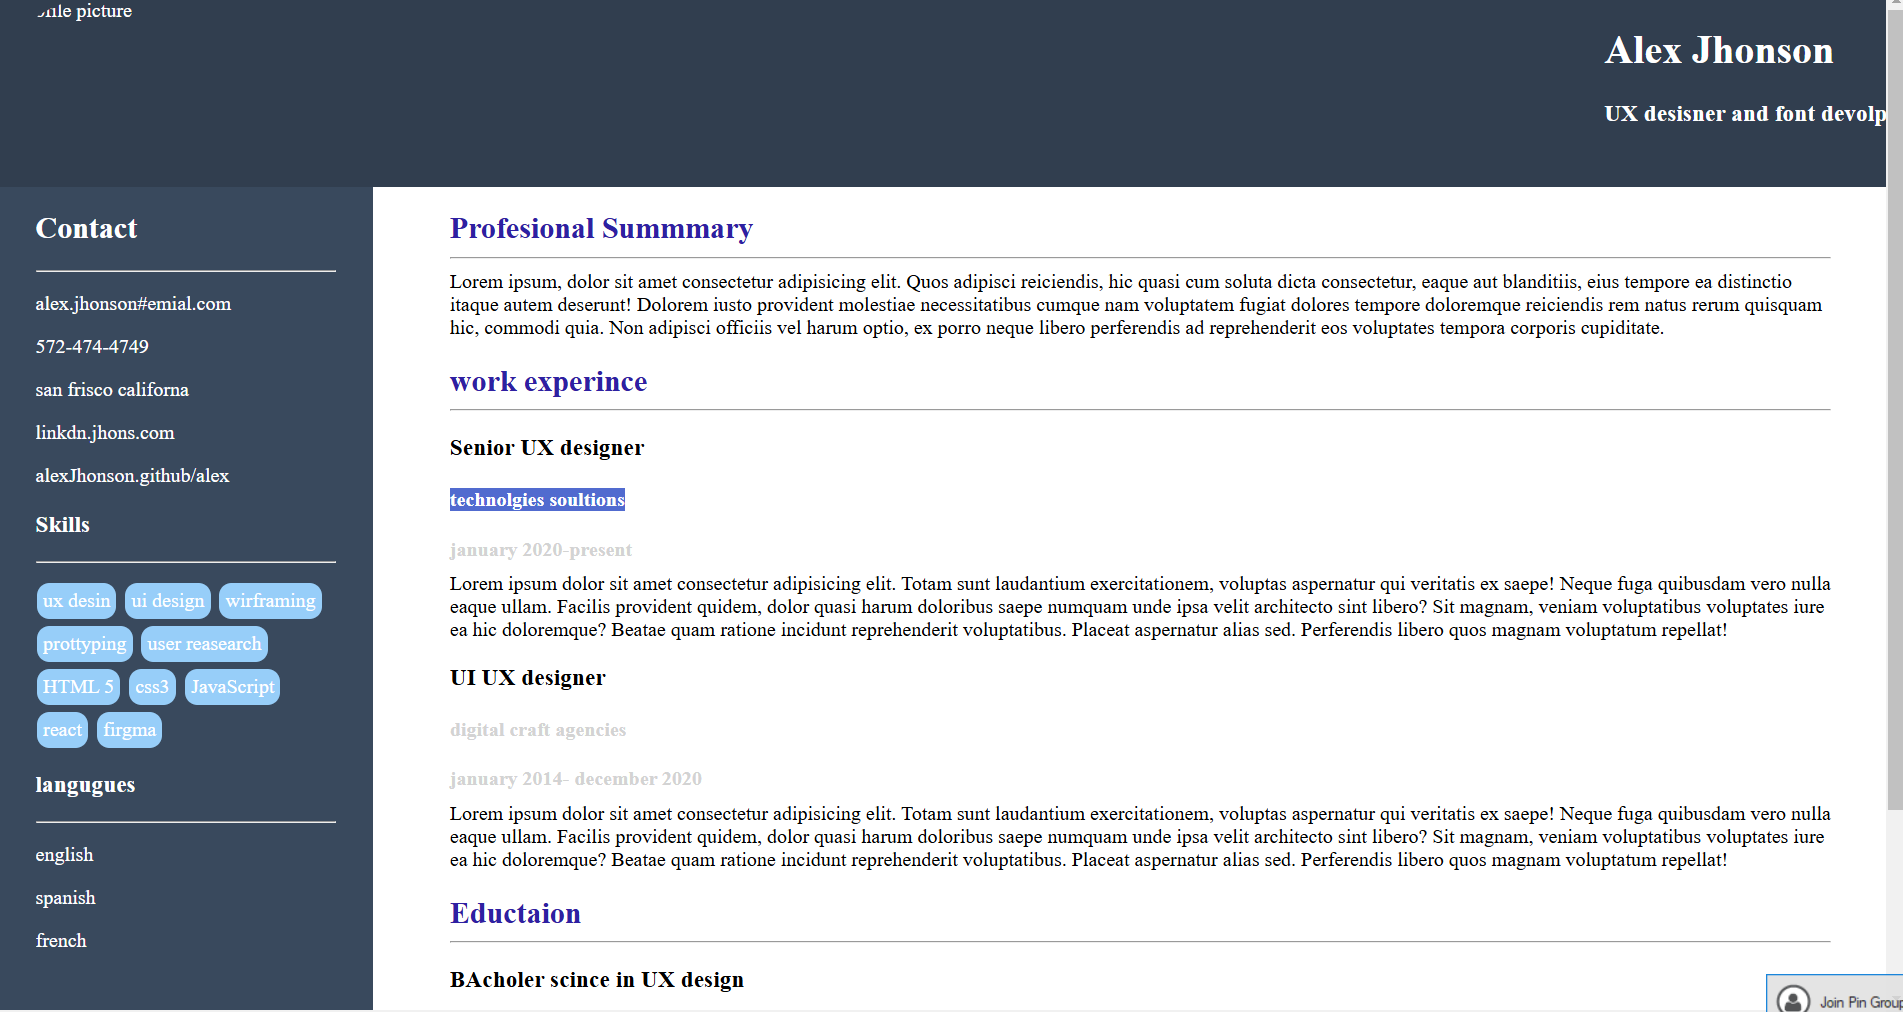 picture
Alex Jhonson
UX desisner and font devolp
Contact
alex.jhonson#emial.com
572-474-4749
san frisco californa
linkdn.jhons.com
alexJhonson.github/alex
Skills
ux desin ui design wirframing
prottyping user reasearch
HTML 5 css3 JavaScript
react firgma
langugues
english
spanish
french
Profesional Summmary
Lorem ipsum, dolor sit amet consectetur adipisicing elit. Quos adipisci reiciendis, hic quasi cum soluta dicta consectetur, eaque aut blanditiis, eius tempore ea distinctio
itaque autem deserunt! Dolorem iusto provident molestiae necessitatibus cumque nam voluptatem fugiat dolores tempore doloremque reiciendis rem natus rerum quisquam
hic, commodi quia. Non adipisci officiis vel harum optio, ex porro neque libero perferendis ad reprehenderit eos voluptates tempora corporis cupiditate.
work experince
Senior UX designer
technolgies soultions
january 2020-present
Lorem ipsum dolor sit amet consectetur adipisicing elit. Totam sunt laudantium exercitationem, voluptas aspernatur qui veritatis ex saepe! Neque fuga quibusdam vero nulla
eaque ullam. Facilis provident quidem, dolor quasi harum doloribus saepe numquam unde ipsa velit architecto sint libero? Sit magnam, veniam voluptatibus voluptates iure
ea hic doloremque? Beatae quam ratione incidunt reprehenderit voluptatibus. Placeat aspernatur alias sed. Perferendis libero quos magnam voluptatum repellat!
UI UX designer
digital craft agencies
january 2014- december 2020
Lorem ipsum dolor sit amet consectetur adipisicing elit. Totam sunt laudantium exercitationem, voluptas aspernatur qui veritatis ex saepe! Neque fuga quibusdam vero nulla
eaque ullam. Facilis provident quidem, dolor quasi harum doloribus saepe numquam unde ipsa velit architecto sint libero? Sit magnam, veniam voluptatibus voluptates iure
ea hic doloremque? Beatae quam ratione incidunt reprehenderit voluptatibus. Placeat aspernatur alias sed. Perferendis libero quos magnam voluptatum repellat!
Eductaion
BAcholer scince in UX design
Join Pin Group